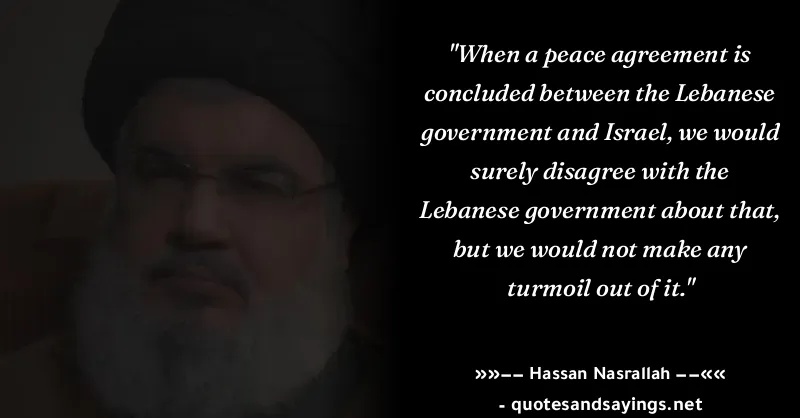 "When a peace agreement is
concluded between the Lebanese
government and Israel, we would
surely disagree with the
Lebanese government about that,
but we would not make any
turmoil out of it."
»»−− Hassan Nasrallah −−««
- quotesandsayings.net